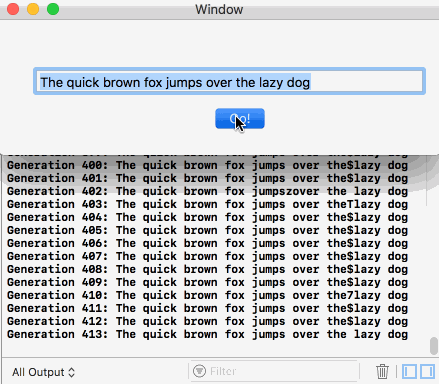 Window
The quick brown fox jumps over the lazy dog
Go!
Generation 400: The quick brown fox jumps over the$lazy dog
Generation 401: The quick brown fox jumps over the$lazy dog
Generation 402: The quick brown fox jumpszover the lazy dog
Generation 403: The quick brown fox jumps over theTlazy dog
Generation 404: The quick brown fox jumps over the$lazy dog
Generation 405: The quick brown fox jumps over the$lazy dog
Generation 406: The quick brown fox jumps over the$lazy dog
Generation 407: The quick brown fox jumps over the$lazy dog
Generation 408: The quick brown fox jumps over the$lazy dog
Generation 409: The quick brown fox jumps over the$lazy dog
Generation 410: The quick brown fox jumps over the7lazy dog
Generation 411: The quick brown fox jumps over the$lazy dog
Generation 412: The quick brown fox jumps over the$lazy dog
Generation 413: The quick brown fox jumps over the lazy dog
All Output
Filter